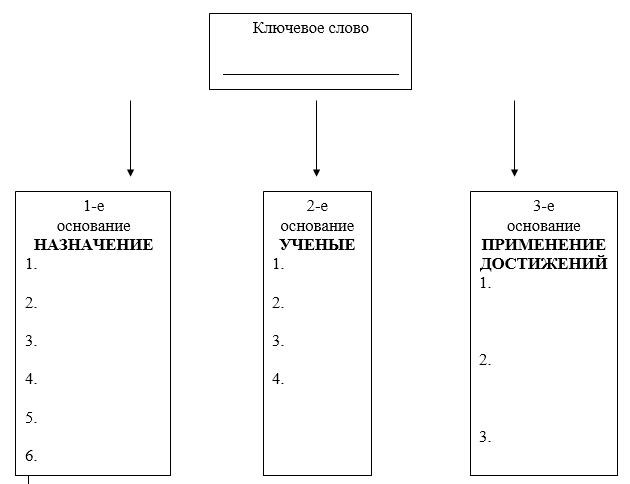 Ключевое слово
1-е
основание
НАЗНАЧЕНИЕ
1.
2.
3.
4.
5.
6.
2-е
основание
УЧЕНЫЕ
1.
2.
3.
4.
3-е
основание
ПРИМЕНЕНИЕ
ДОСТИЖЕНИЙ
1.
2.
3.